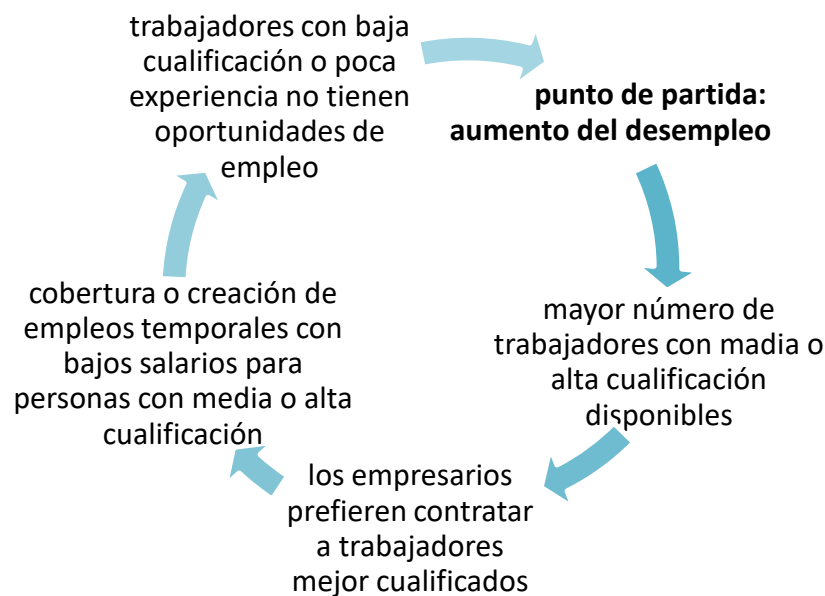 punto de partida:
aumento del desempleo
mayor número de
trabajadores con madia o
alta cualificación
disponibles
los empresarios
prefieren contratar
a trabajadores
mejor cualificados
cobertura o creación de
empleos temporales con
bajos salarios para
personas con media o alta
cualificación
trabajadores con baja
cualificación o poca
experiencia no tienen
oportunidades de
empleo